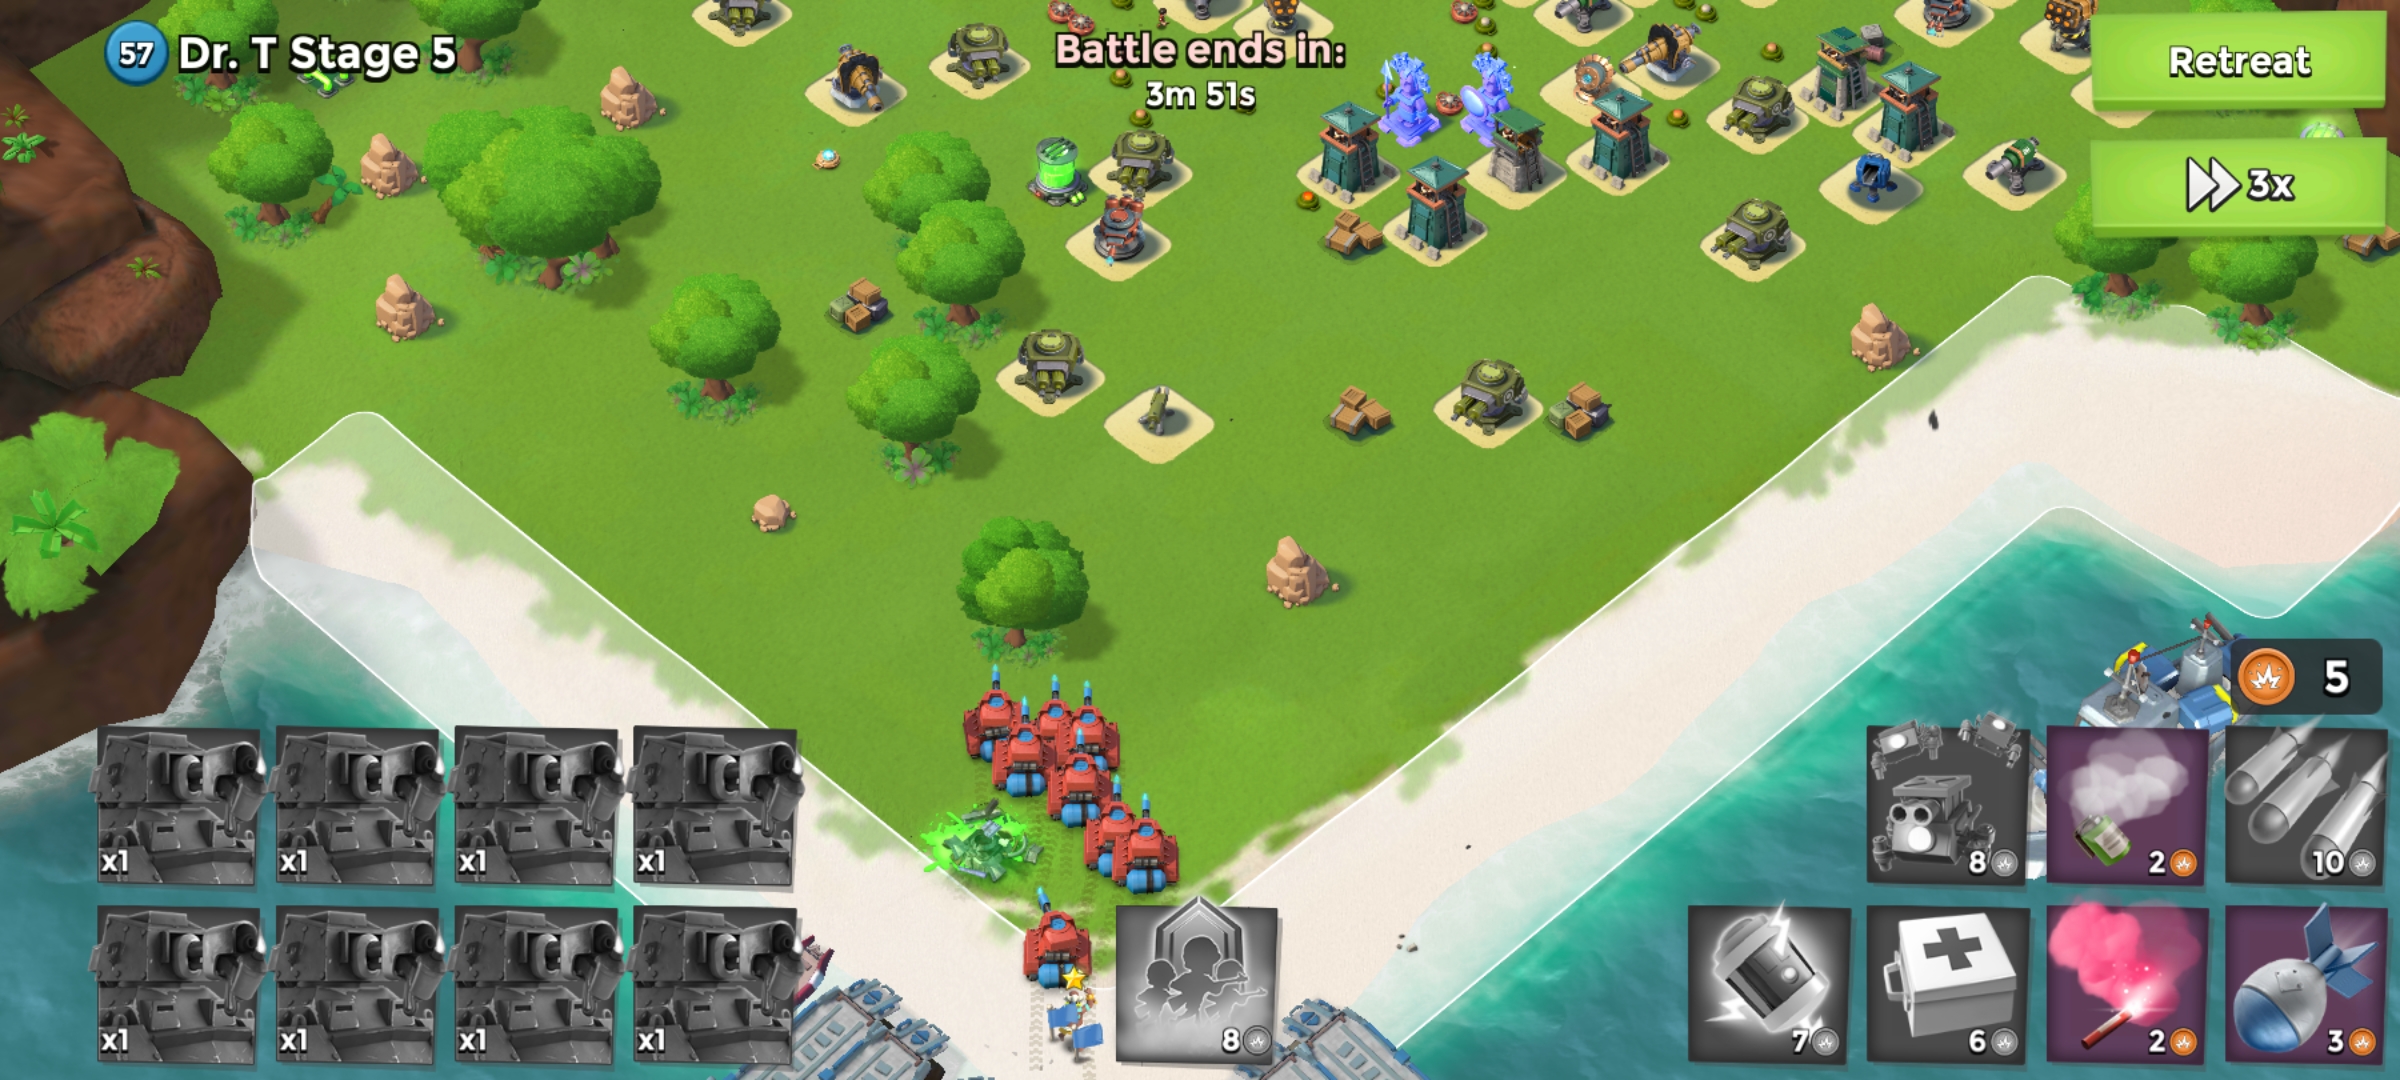 57 Dr. T Stage 5
Battle ends in:
3m 51s
Retreat
3x
5
x1 x1 x1 x1
8 2 10
x1 x1 x1 x1
8
7 6 2 3